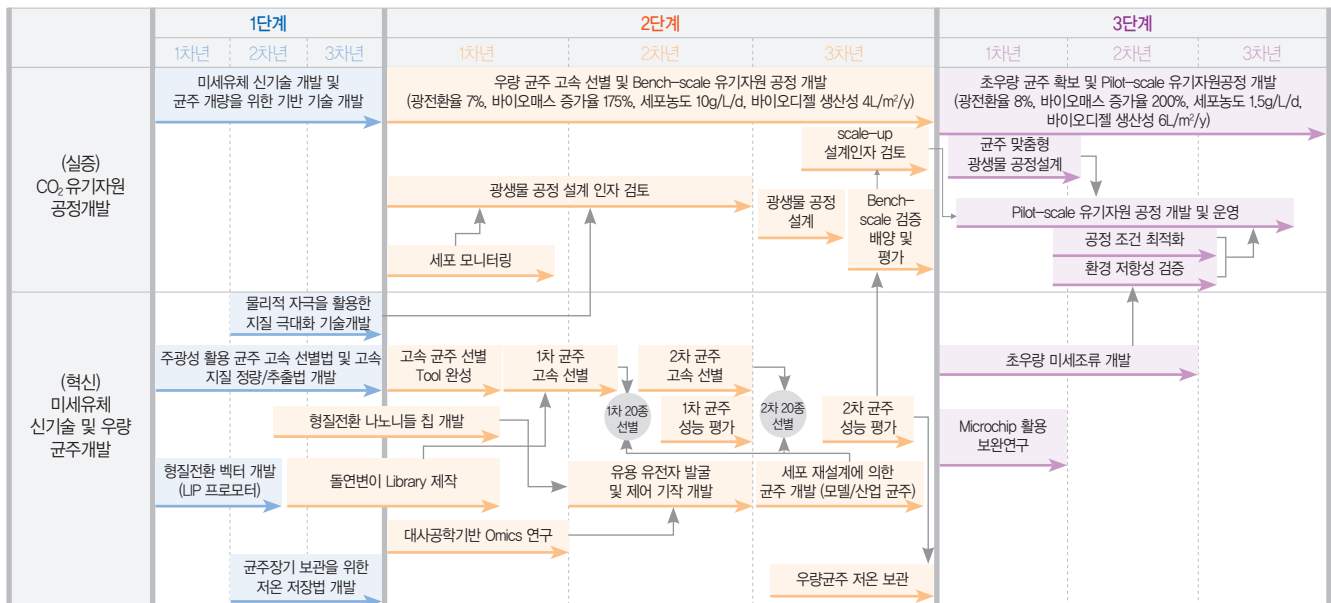 1단계
2단계
3단계
1차년
2차년
3차년
1차년
2차년
3차년
1차년
2차년
3차년
(실증)
CO₂ 유기자원
공정개발
미세유체 신기술 개발 및
균주 개량을 위한 기반 기술 개발
우량 균주 고속 선별 및 Bench-scale 유기자원 공정 개발
(광전환율 7%, 바이오매스 증가율 175%, 세포농도 10g/L/d, 바이오디젤 생산성 4L/m²/y)
초우량 균주 확보 및 Pilot-scale 유기자원공정 개발
(광전환율 8%, 바이오매스 증가율 200%, 세포농도 1.5g/L/d,
바이오디젤 생산성 6L/m²/y)
scale-up
설계인자 검토
균주 맞춤형
광생물 공정설계
광생물 공정 설계 인자 검토
광생물 공정
설계
Bench-
scale 검증
배양 및
평가
Pilot-scale 유기자원 공정 개발 및 운영
세포 모니터링
공정 조건 최적화
환경 저항성 검증
(혁신)
미세유체
신기술 및 우량
균주개발
물리적 자극을 활용한
지질 극대화 기술개발
주광성 활용 균주 고속 선별법 및 고속
지질 정량/추출법 개발
고속 균주 선별
Tool 완성
1차 균주
고속 선별
2차 균주
고속 선별
초우량 미세조류 개발
1차 20종
선별
1차 균주
성능 평가
2차 20종
선별
2차 균주
성능 평가
형질전환 나노니들 칩 개발
Microchip 활용
보완연구
형질전환 벡터 개발
(LIP 프로모터)
돌연변이 Library 제작
유용 유전자 발굴
및 제어 기작 개발
세포 재설계에 의한
균주 개발 (모델/산업 균주)
대사공학기반 Omics 연구
균주장기 보관을 위한
저온 저장법 개발
우량균주 저온 보관